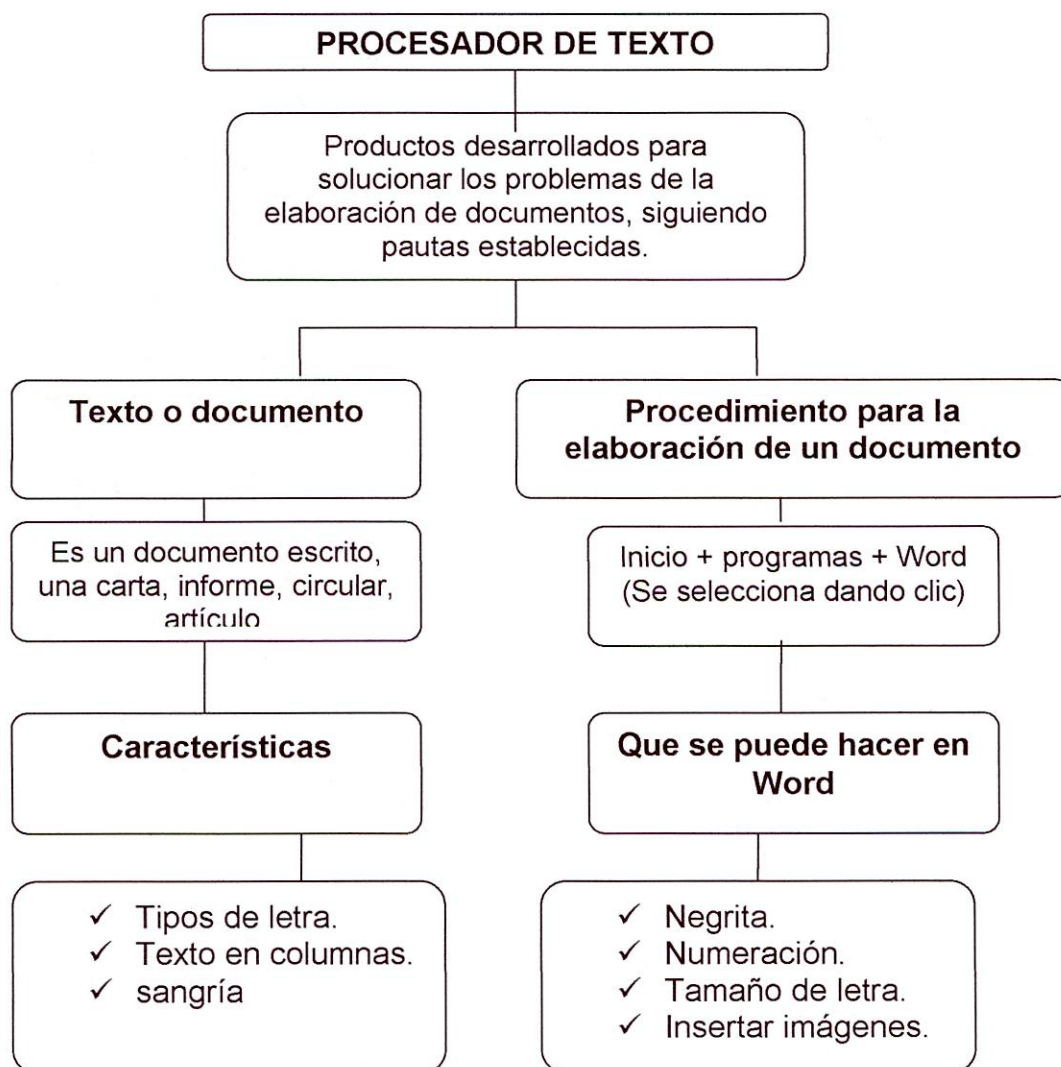 PROCESADOR DE TEXTO
Productos desarrollados para
solucionar los problemas de la
elaboración de documentos, siguiendo
pautas establecidas.
Texto o documento
Es un documento escrito,
una carta, informe, circular,
artículo
Características
✓ Tipos de letra.
✓ Texto en columnas.
✓ sangría
Procedimiento para la
elaboración de un documento
Inicio + programas + Word
(Se selecciona dando clic)
Que se puede hacer en
Word
✓ Negrita.
✓ Numeración.
✓ Tamaño de letra.
✓ Insertar imágenes.